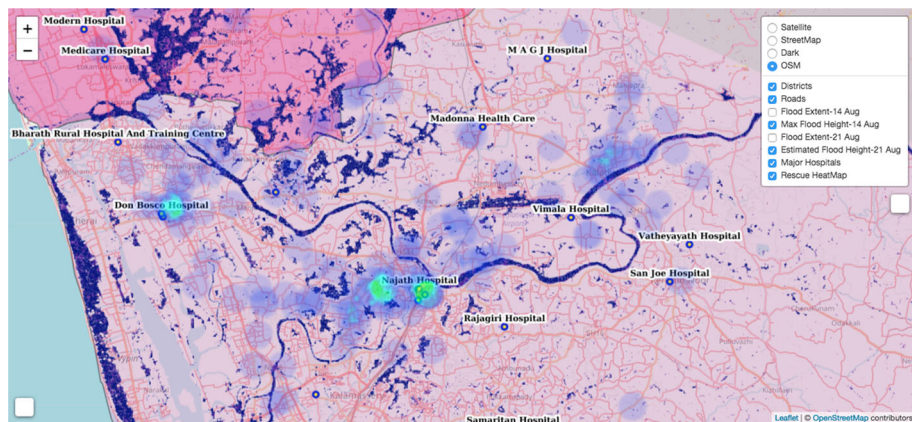 +
−
Modern Hospital
Medicare Hospital
M A G J Hospital
Madonna Health Care
Bharath Rural Hospital And Training Centre
Don Bosco Hospital
Vimala Hospital
Vatheyayath Hospital
Najath Hospital
San Joe Hospital
Rajagiri Hospital
Samaritan Hospital
Kalamassery
Satellite
StreetMap
Dark
OSM
Districts
Roads
Flood Extent-14 Aug
Max Flood Height-14 Aug
Flood Extent-21 Aug
Estimated Flood Height-21 Aug
Major Hospitals
Rescue HeatMap
Leaflet | © OpenStreetMap contributors